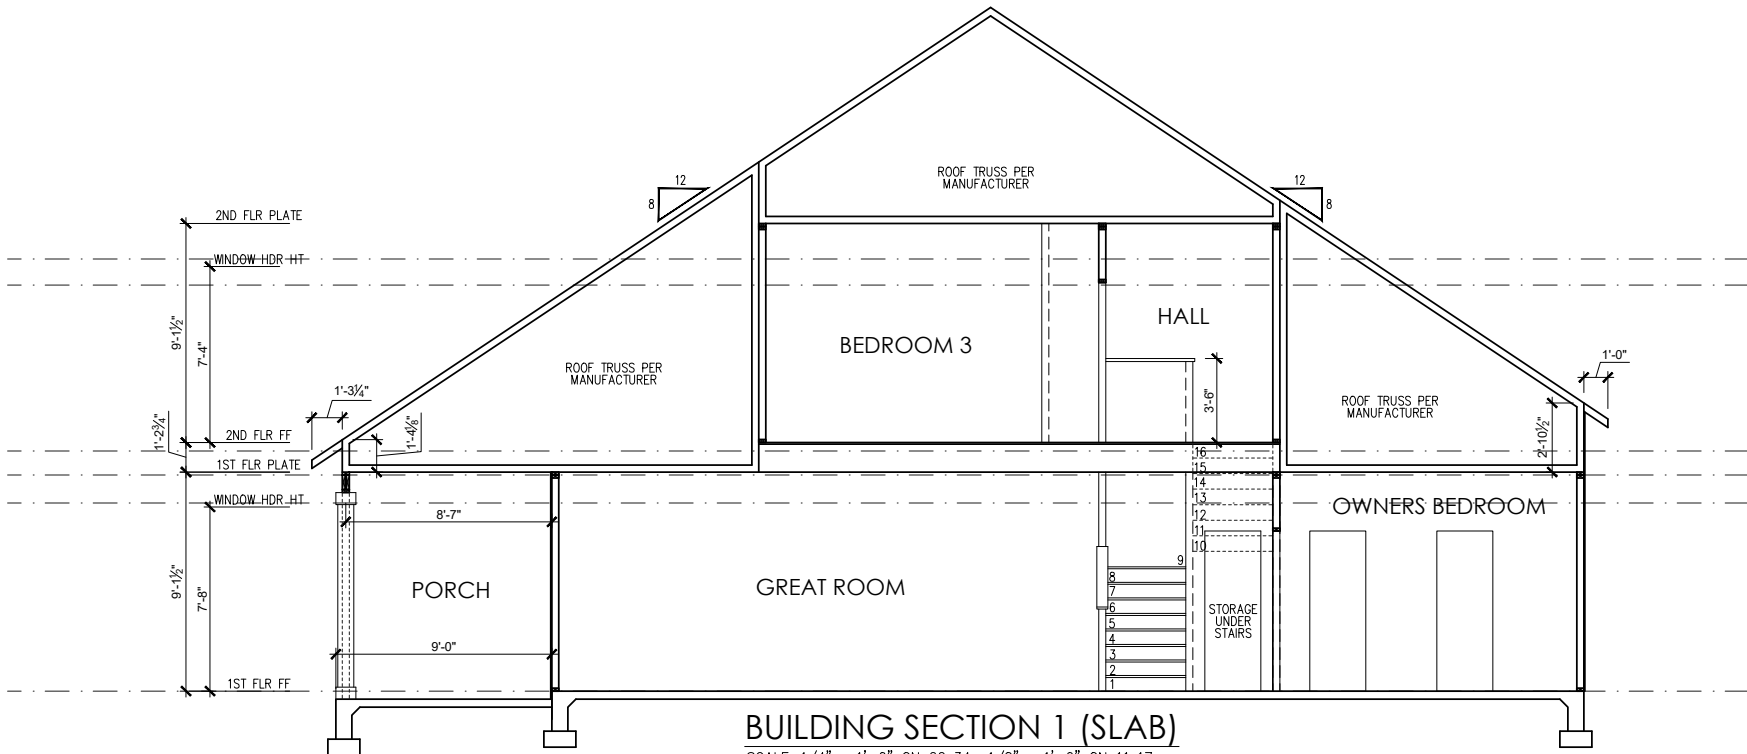 ROOF TRUSS PER
MANUFACTURER
12
8
12
8
2ND FLR PLATE
WINDOW HDR HT
9'-1½"
7'-4"
HALL
BEDROOM 3
ROOF TRUSS PER
MANUFACTURER
1'-0"
1'-3¼"
3'-6"
ROOF TRUSS PER
MANUFACTURER
1'-2¾"
1'-4⅛"
2'-10½"
2ND FLR FF
1ST FLR PLATE
16
15
14
13
12
11
10
WINDOW HDR HT
OWNERS BEDROOM
8'-7"
9'-1½"
7'-8"
PORCH
GREAT ROOM
9
8
7
6
5
4
3
2
1
STORAGE
UNDER
STAIRS
9'-0"
1ST FLR FF
BUILDING SECTION 1 (SLAB)